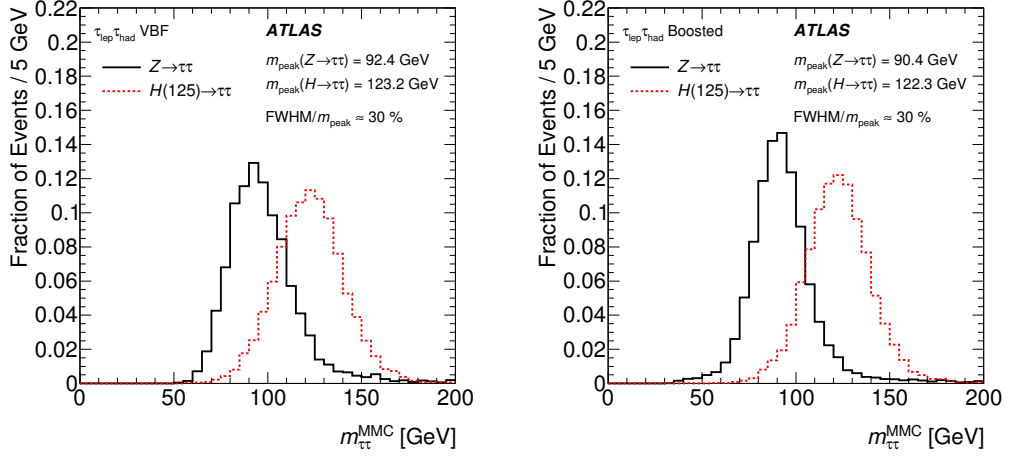 Fraction of Events / 5 GeV
0.22
0.2
0.18
0.16
0.14
0.12
0.1
0.08
0.06
0.04
0.02
0
τlepτhad VBF
ATLAS
Z→ττ
H(125)→ττ
mpeak(Z→ττ) = 92.4 GeV
mpeak(H→ττ) = 123.2 GeV
FWHM/mpeak ≈ 30 %
0 50 100 150 200
mττMMC [GeV]
Fraction of Events / 5 GeV
0.22
0.2
0.18
0.16
0.14
0.12
0.1
0.08
0.06
0.04
0.02
0
τlepτhad Boosted
ATLAS
Z→ττ
H(125)→ττ
mpeak(Z→ττ) = 90.4 GeV
mpeak(H→ττ) = 122.3 GeV
FWHM/mpeak ≈ 30 %
0 50 100 150 200
mττMMC [GeV]